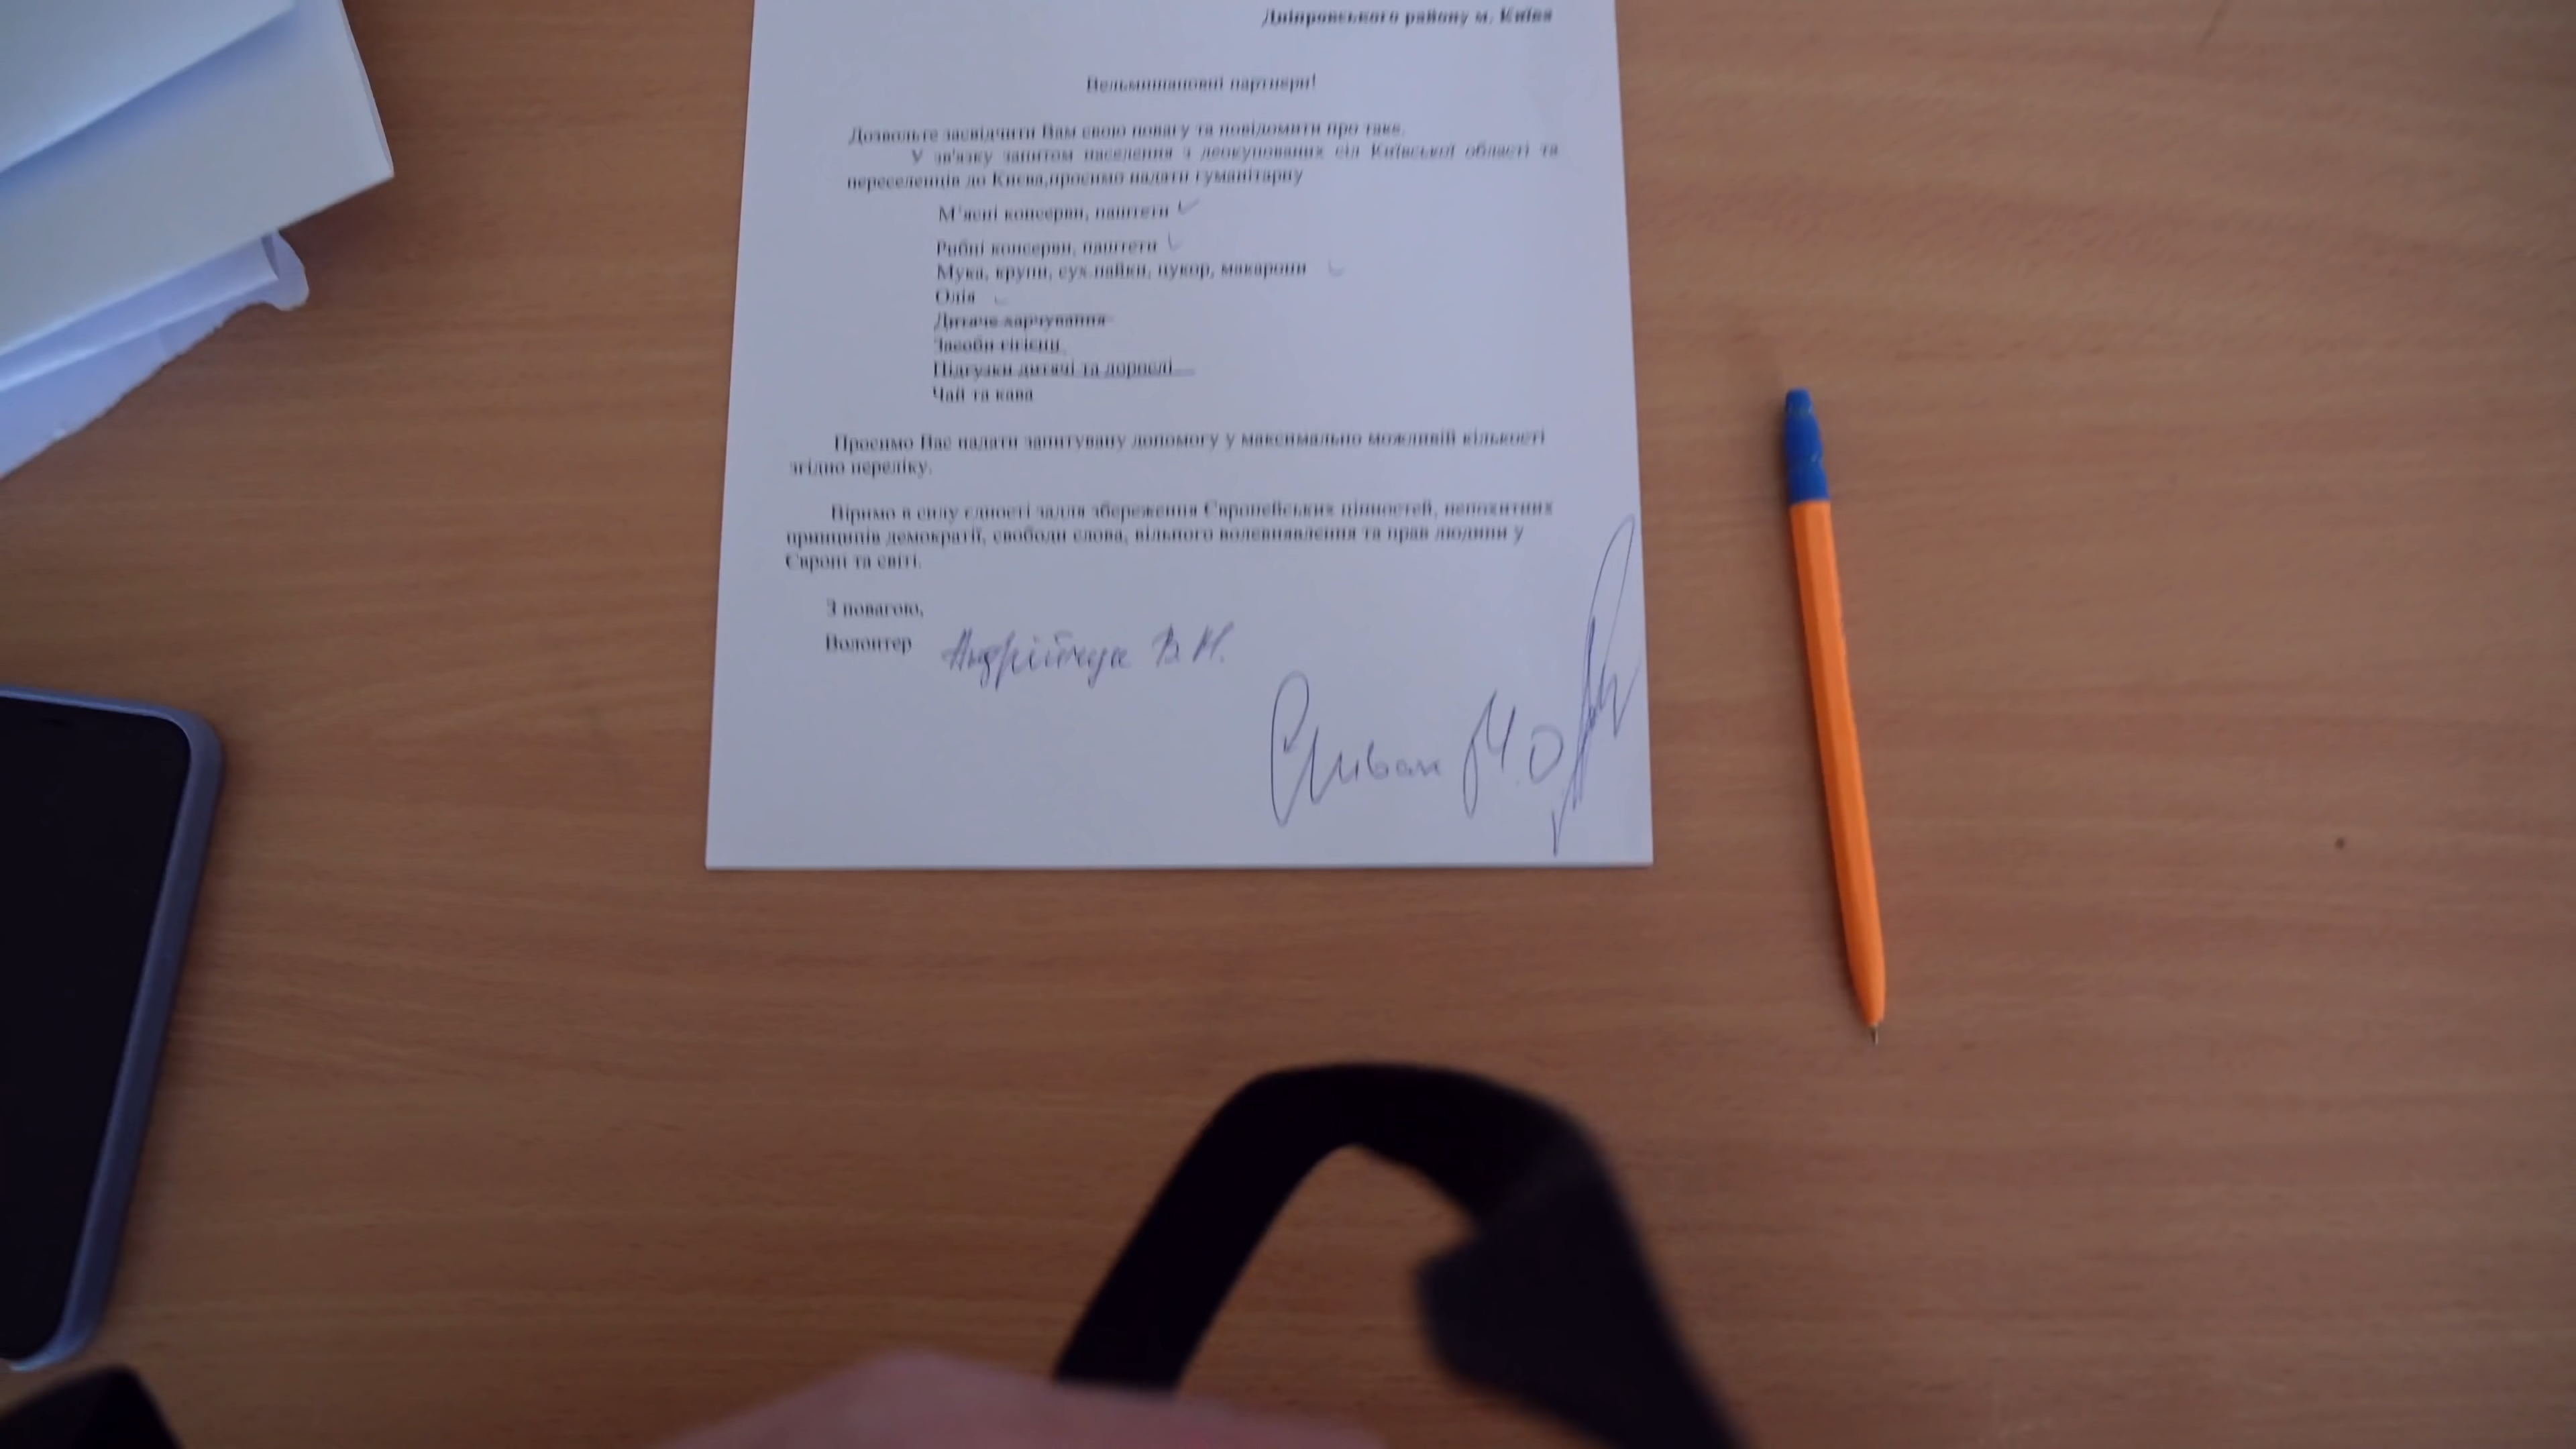 Дніпровського району м. Києва
Вельмишановні партнери!
Дозвольте засвідчити Вам свою повагу та повідомити про таке.
У зв'язку запитом населення з деокупованих сіл Київської області та
переселенців до Києва,просимо надати гуманітарну
М'ясні консерви, паштети
Рибні консерви, паштети
Мука, крупи, сух.пайки, цукор, макарони
Олія
Дитяче харчування
Засоби гігієни
Підгузки дитячі та дорослі
Чай та кава
Просимо Вас надати запитувану допомогу у максимально можливій кількості
згідно переліку.
Віримо в силу єдності задля збереження Європейських цінностей, непохитних
принципів демократії, свободи слова, вільного волевиявлення та прав людини у
Європі та світі.
З повагою,
Волонтер В.М.